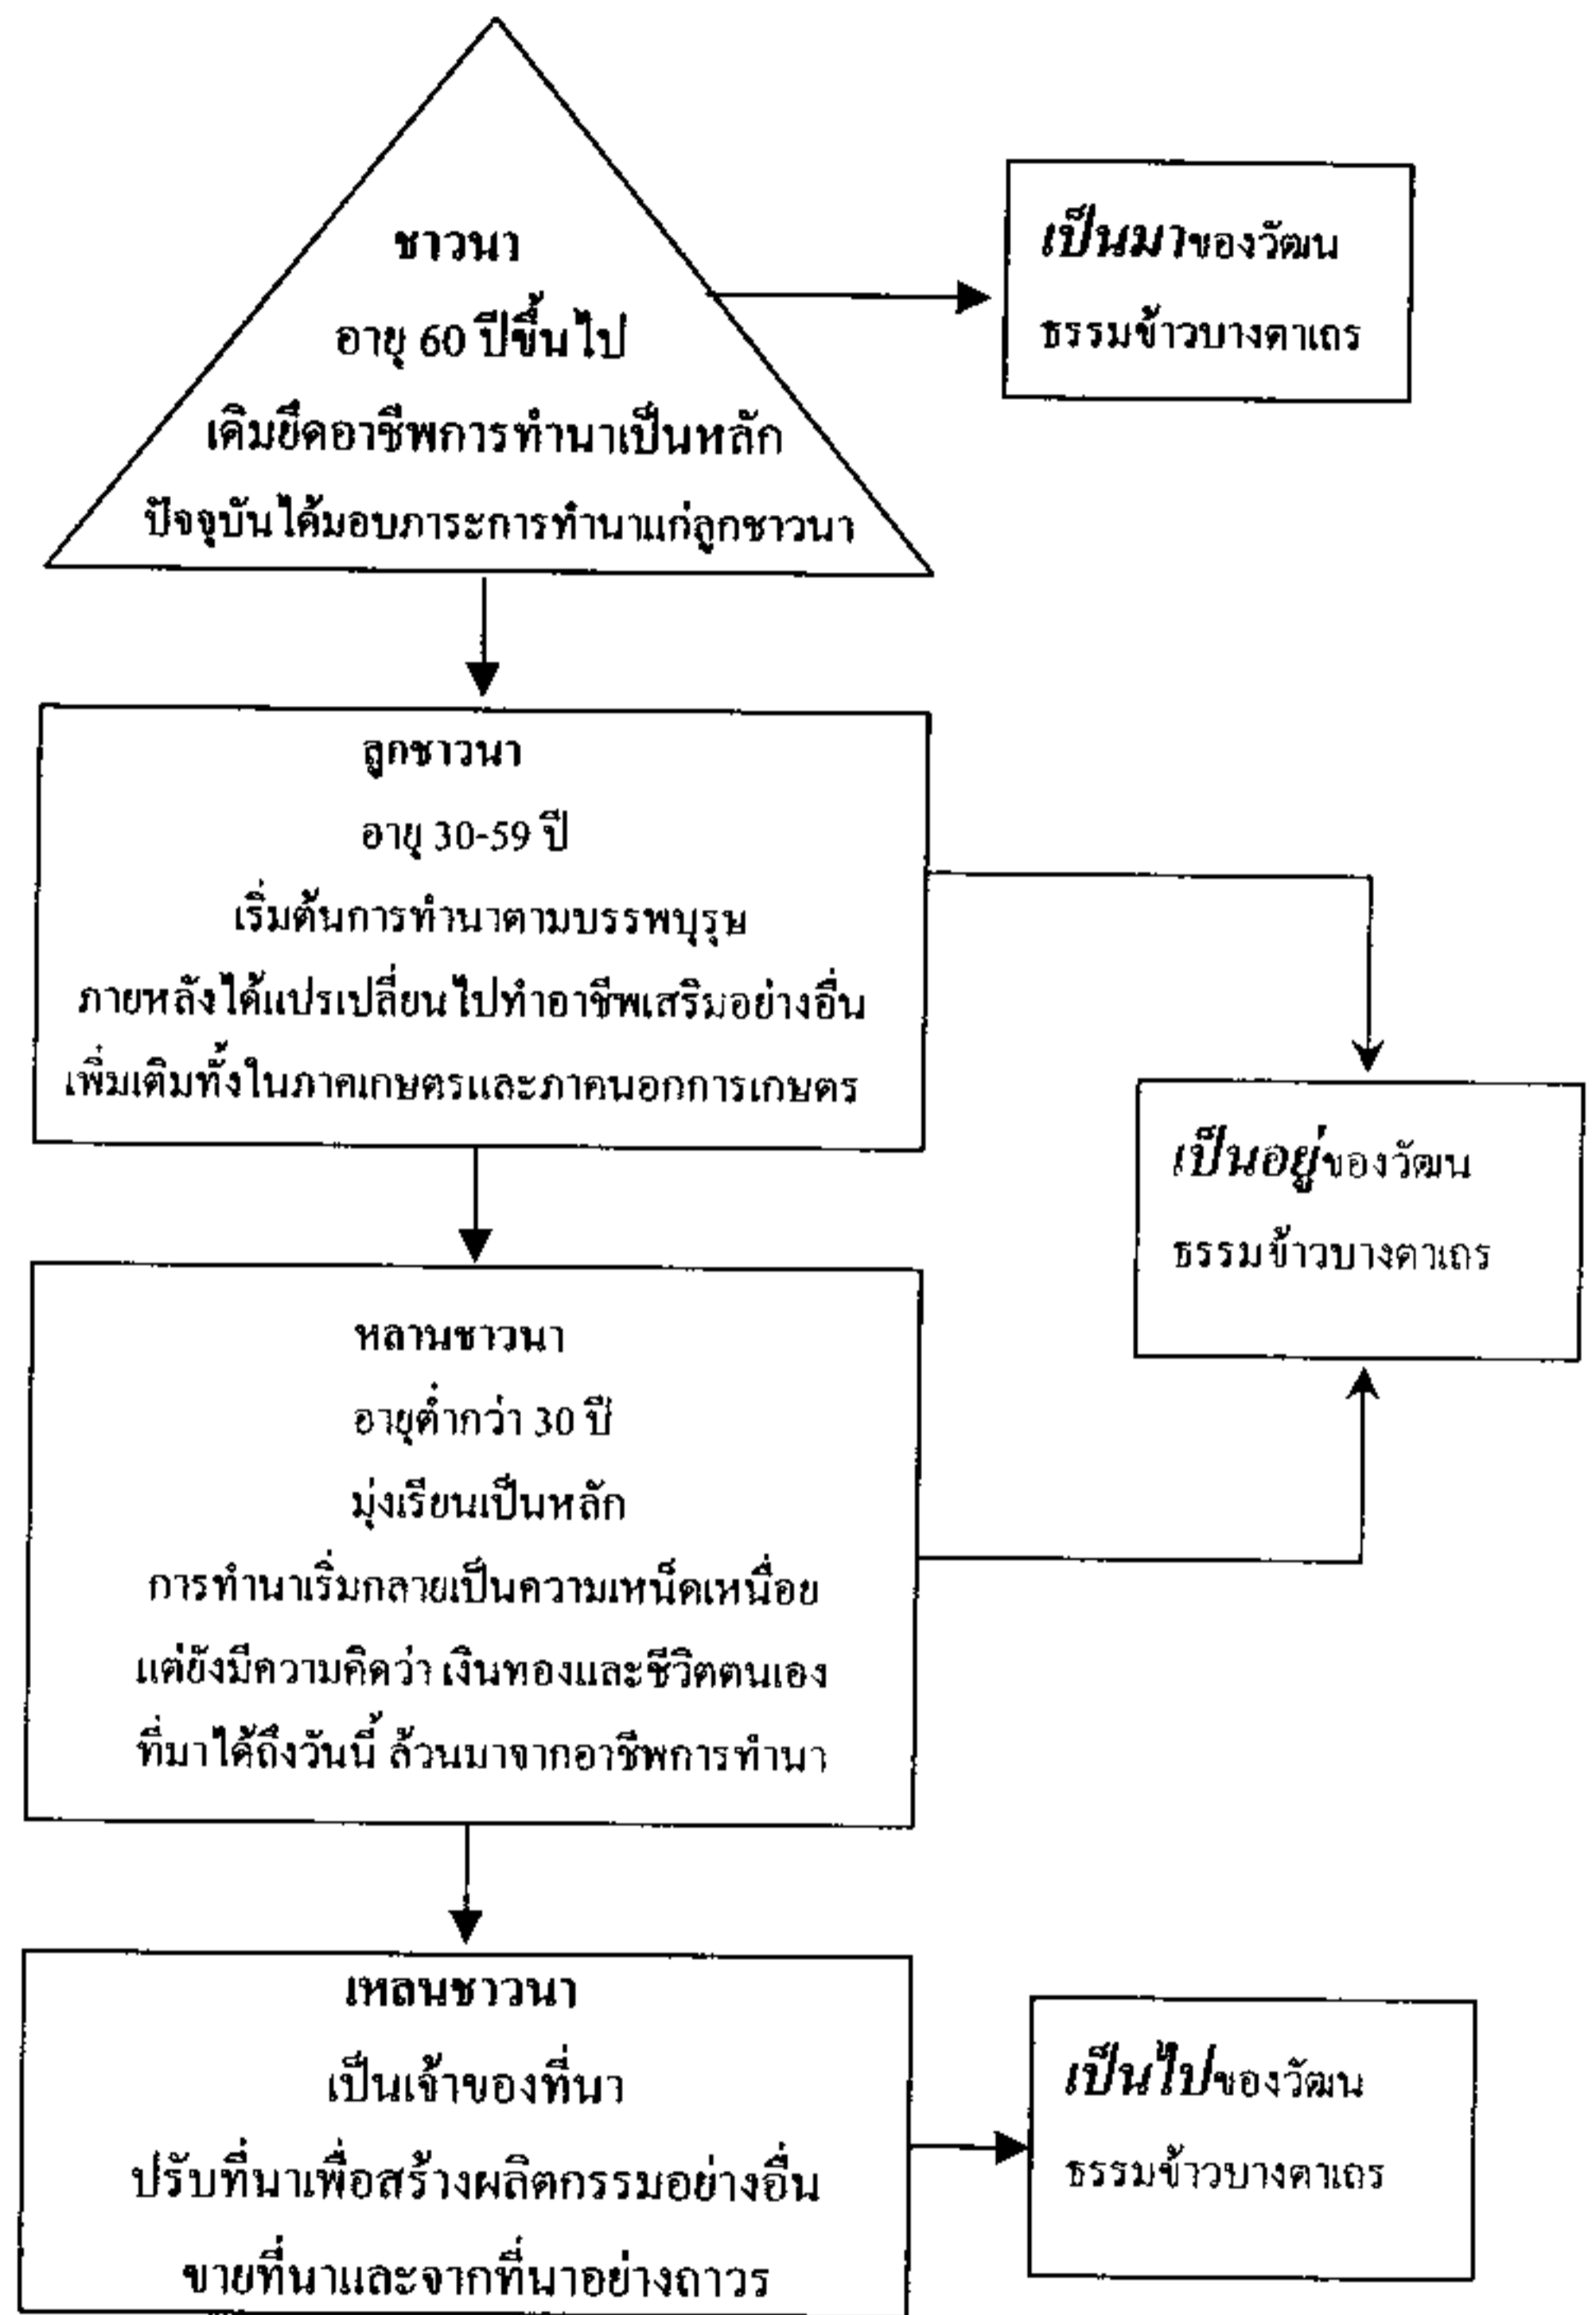 ชาวนา
อายุ 60 ปีขึ้นไป
เดิมยึดอาชีพการทำนาเป็นหลัก
ปัจจุบันได้มอบภาระการทำนาแก่ลูกชาวนา
เป็นมาของวัฒน
ธรรมข้าวบางตาเถร
ลูกชาวนา
อายุ 30-59 ปี
เริ่มต้นการทำนาตามบรรพบุรุษ
ภายหลังได้แปรเปลี่ยนไปทำอาชีพเสริมอย่างอื่น
เพิ่มเติมทั้งในภาคเกษตรและภาคนอกการเกษตร
เป็นอยู่ของวัฒน
ธรรมข้าวบางตาเถร
หลานชาวนา
อายุต่ำกว่า 30 ปี
มุ่งเรียนเป็นหลัก
การทำนาเริ่มกลายเป็นความเหน็ดเหนื่อย
แต่ยังมีความคิดว่า เงินทองและชีวิตตนเอง
ที่มาได้ถึงวันนี้ ล้วนมาจากอาชีพการทำนา
เหลนชาวนา
เป็นเจ้าของที่นา
ปรับที่นาเพื่อสร้างผลิตกรรมอย่างอื่น
ขายที่นาและจากที่นาอย่างถาวร
เป็นไปของวัฒน
ธรรมข้าวบางตาเถร